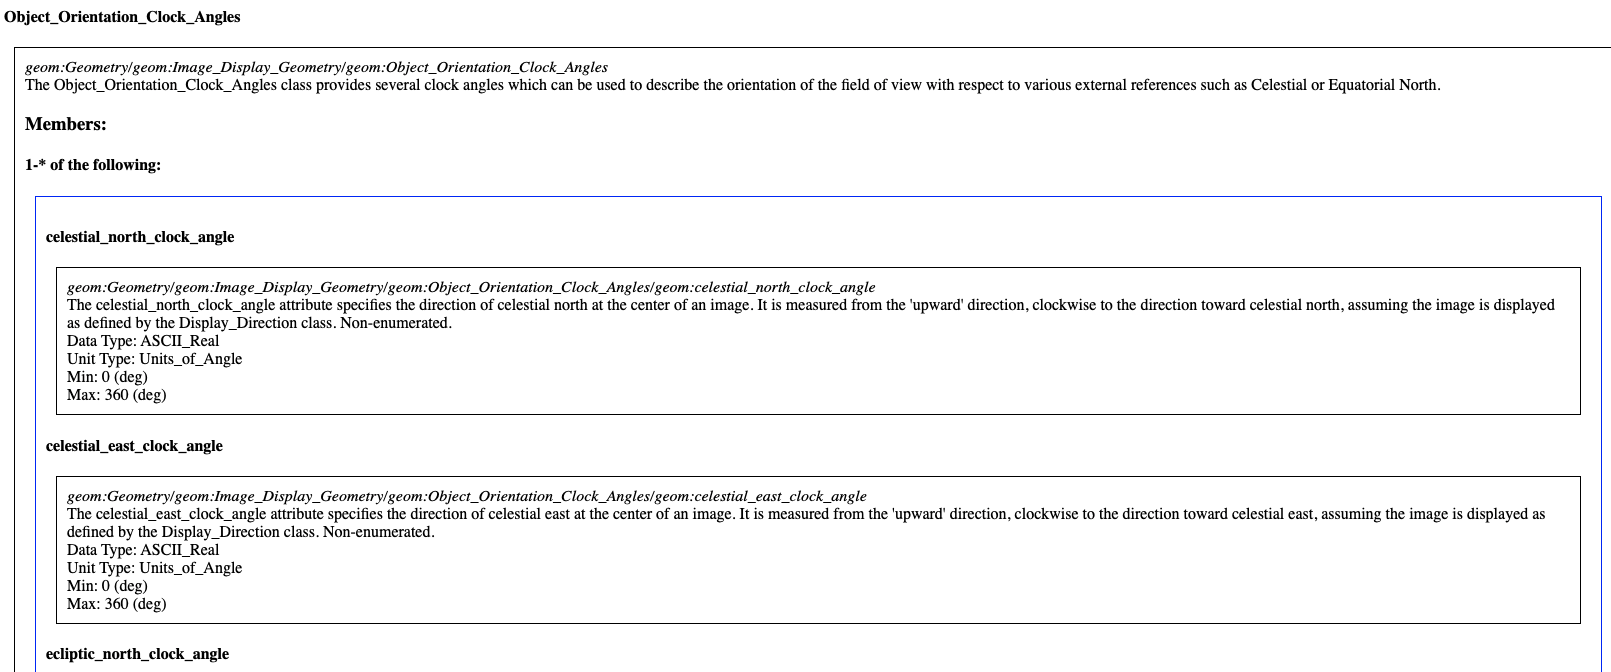 Object_Orientation_Clock_Angles
geom:Geometry/geom:Image_Display_Geometry/geom:Object_Orientation_Clock_Angles
The Object_Orientation_Clock_Angles class provides several clock angles which can be used to describe the orientation of the field of view with respect to various external references such as Celestial or Equatorial North.
Members:
1-* of the following:
celestial_north_clock_angle
geom:Geometry/geom:Image_Display_Geometry/geom:Object_Orientation_Clock_Angles/geom:celestial_north_clock_angle
The celestial_north_clock_angle attribute specifies the direction of celestial north at the center of an image. It is measured from the 'upward' direction, clockwise to the direction toward celestial north, assuming the image is displayed
as defined by the Display_Direction class. Non-enumerated.
Data Type: ASCII_Real
Unit Type: Units_of_Angle
Min: 0 (deg)
Max: 360 (deg)
celestial_east_clock_angle
geom:Geometry/geom:Image_Display_Geometry/geom:Object_Orientation_Clock_Angles/geom:celestial_east_clock_angle
The celestial_east_clock_angle attribute specifies the direction of celestial east at the center of an image. It is measured from the 'upward' direction, clockwise to the direction toward celestial east, assuming the image is displayed as
defined by the Display_Direction class. Non-enumerated.
Data Type: ASCII_Real
Unit Type: Units_of_Angle
Min: 0 (deg)
Max: 360 (deg)
ecliptic_north_clock_angle